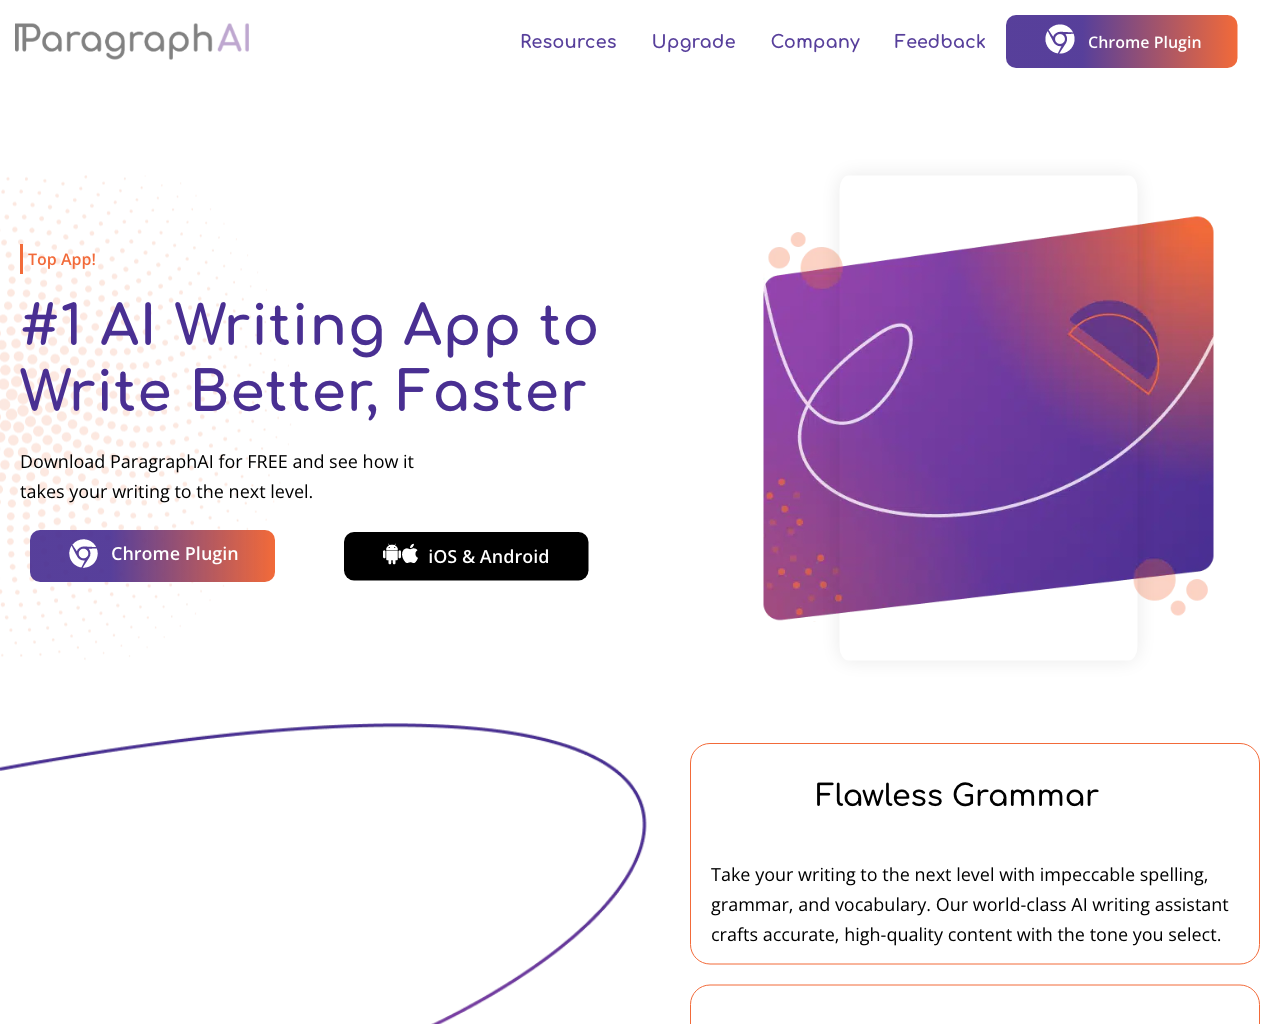 ParagraphAI
Resources
Upgrade
Company
Feedback
Chrome Plugin
Top App!
#1 AI Writing App to
Write Better, Faster
Download ParagraphAI for FREE and see how it
takes your writing to the next level.
Chrome Plugin
iOS & Android
Flawless Grammar
Take your writing to the next level with impeccable spelling,
grammar, and vocabulary. Our world-class AI writing assistant
crafts accurate, high-quality content with the tone you select.